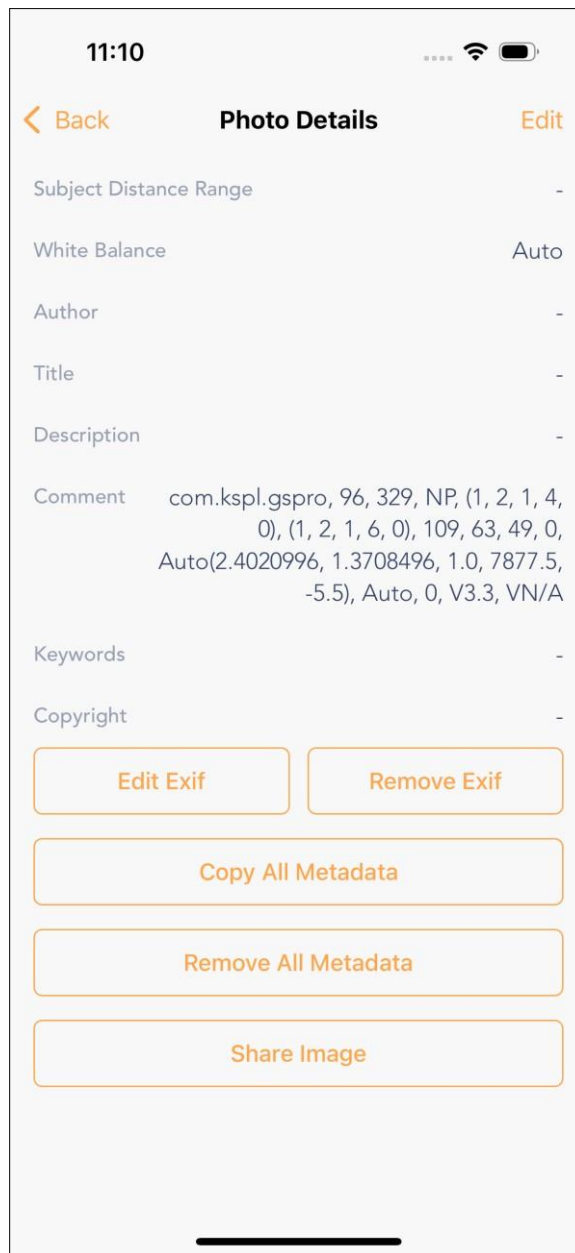 11:10
Back Photo Details Edit
Subject Distance Range -
White Balance Auto
Author -
Title -
Description -
Comment com.kspl.gspro, 96, 329, NP, (1, 2, 1, 4,
0), (1, 2, 1, 6, 0), 109, 63, 49, 0,
Auto(2.4020996, 1.3708496, 1.0, 7877.5,
-5.5), Auto, 0, V3.3, VN/A
Keywords -
Copyright -
Edit Exif Remove Exif
Copy All Metadata
Remove All Metadata
Share Image